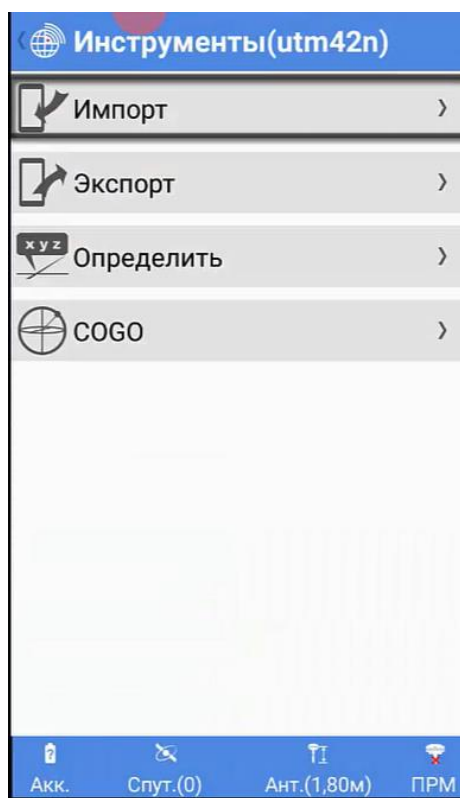 Инструменты(utm42n)
Импорт
Экспорт
xyz
Определить
COGO
?
Акк. Спут.(0) Ант.(1,80м) ПРМ